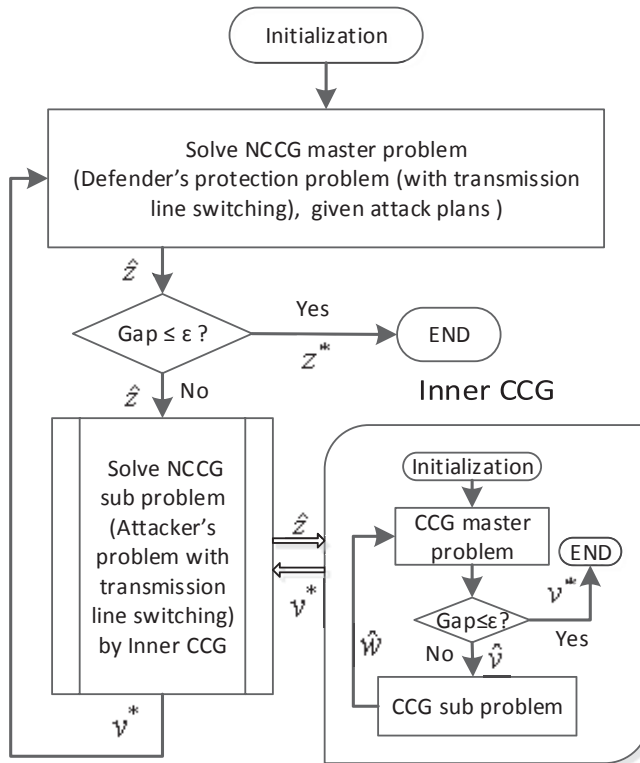 Initialization
Solve NCCG master problem
(Defender's protection problem (with transmission
line switching), given attack plans )
ẑ
Gap ≤ ε ?
Yes
z*
END
ẑ
No
Solve NCCG
sub problem
(Attacker's
problem with
transmission
line switching)
by Inner CCG
ẑ
v*
v*
Inner CCG
Initialization
CCG master
problem
END
v*
Gap≤ε?
Yes
ŵ
No
v̂
CCG sub problem